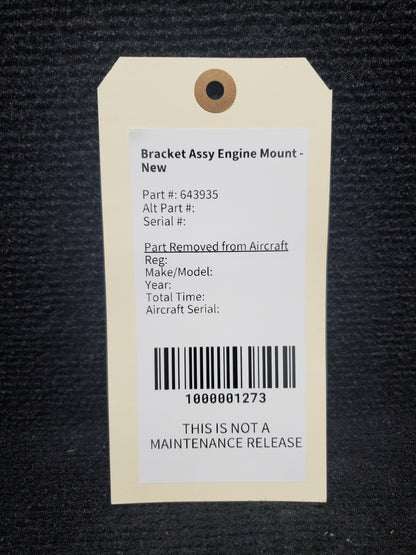 Bracket Assy Engine Mount -
New
Part #: 643935
Alt Part #:
Serial #:
Part Removed from Aircraft
Reg:
Make/Model:
Year:
Total Time:
Aircraft Serial:
1000001273
THIS IS NOT A
MAINTENANCE RELEASE